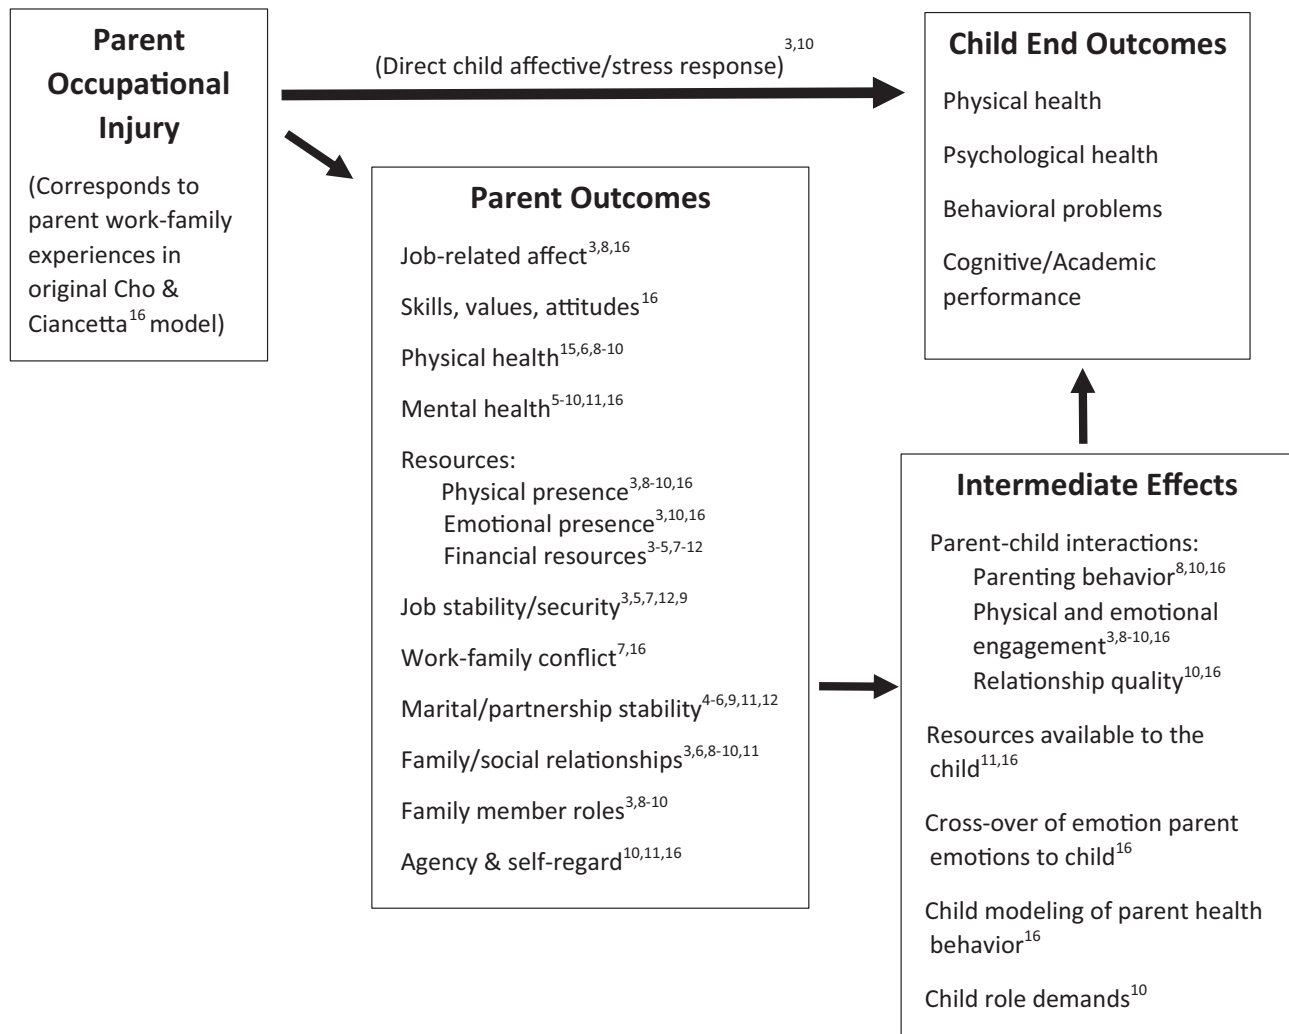 Parent
Occupational
Injury
(Corresponds to
parent work-family
experiences in
original Cho &
Ciancetta16 model)
(Direct child affective/stress response)3,10
Child End Outcomes
Physical health
Psychological health
Behavioral problems
Cognitive/Academic
performance
Parent Outcomes
Job-related affect3,8,16
Skills, values, attitudes16
Physical health15,6,8-10
Mental health5-10,11,16
Resources:
Physical presence3,8-10,16
Emotional presence3,10,16
Financial resources3-5,7-12
Job stability/security3,5,7,12,9
Work-family conflict7,16
Marital/partnership stability4-6,9,11,12
Family/social relationships3,6,8-10,11
Family member roles3,8-10
Agency & self-regard10,11,16
Intermediate Effects
Parent-child interactions:
Parenting behavior8,10,16
Physical and emotional
engagement3,8-10,16
Relationship quality10,16
Resources available to the
child11,16
Cross-over of emotion parent
emotions to child16
Child modeling of parent health
behavior16
Child role demands10